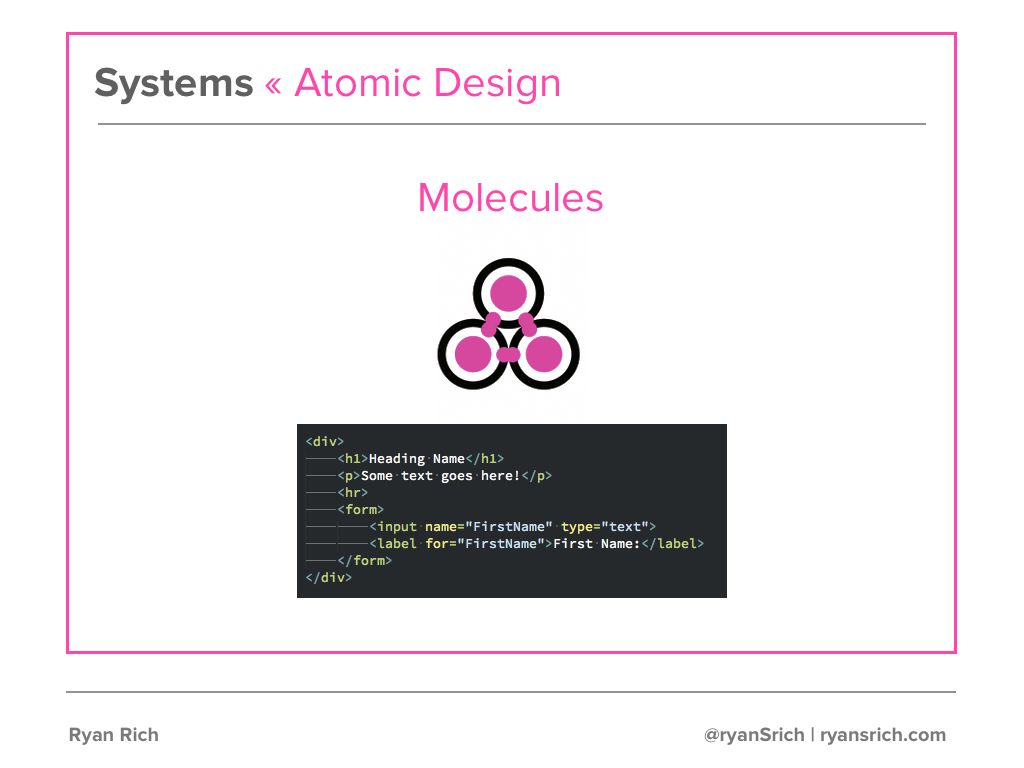 Systems « Atomic Design
Molecules
<div>
<h1>Heading Name</h1>
<p>Some text goes here!</p>
<hr>
<form>
<input name="FirstName" type="text">
<label for="FirstName">First Name:</label>
</form>
</div>
Ryan Rich
@ryanSrich | ryansrich.com